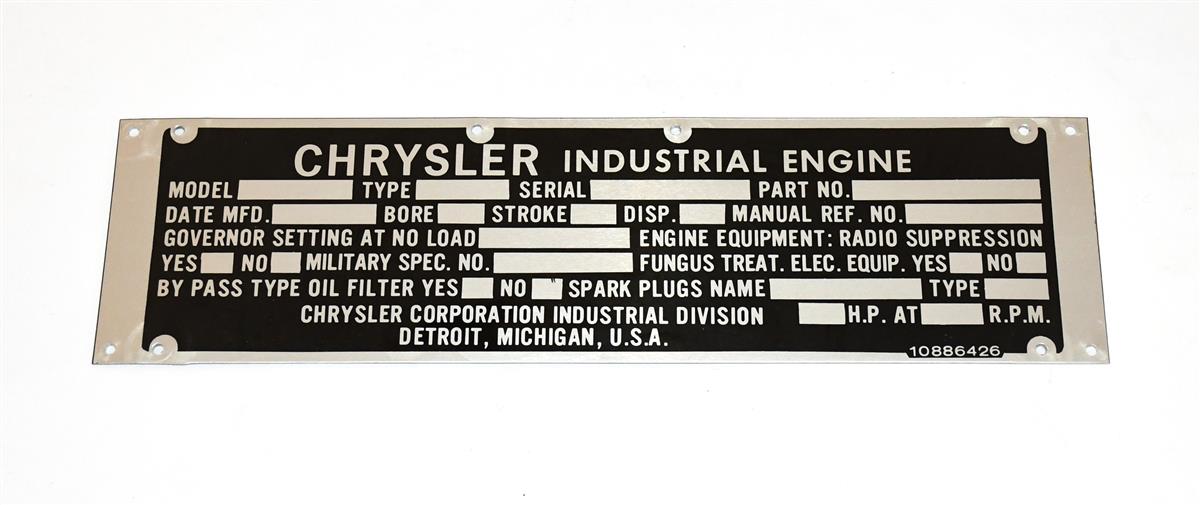 CHRYSLER INDUSTRIAL ENGINE
MODEL TYPE SERIAL PART NO.
DATE MFD. BORE STROKE DISP. MANUAL REF. NO.
GOVERNOR SETTING AT NO LOAD ENGINE EQUIPMENT: RADIO SUPPRESSION
YES NO MILITARY SPEC. NO. FUNGUS TREAT. ELEC. EQUIP. YES NO
BY PASS TYPE OIL FILTER YES NO SPARK PLUGS NAME TYPE
CHRYSLER CORPORATION INDUSTRIAL DIVISION H.P. AT R.P.M.
DETROIT, MICHIGAN, U.S.A.
10886426